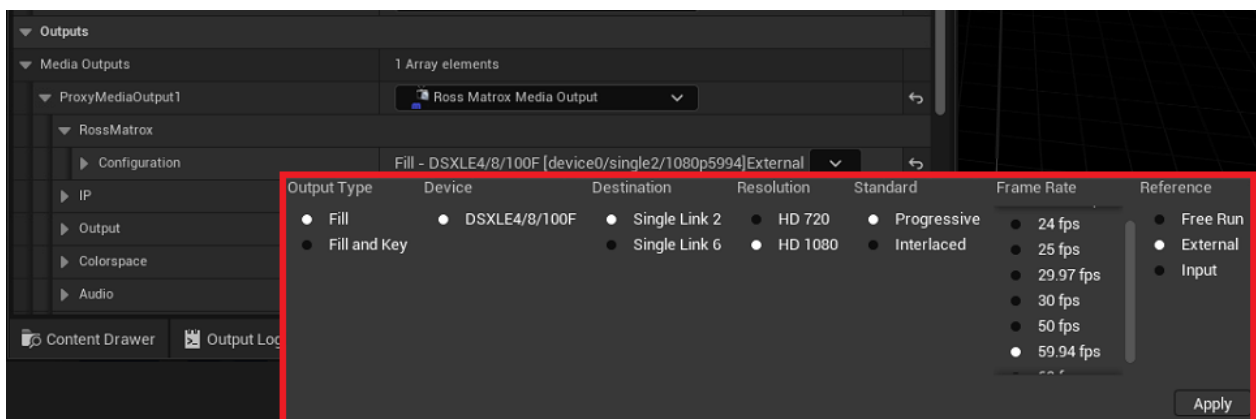 Outputs
Media Outputs 1 Array elements
ProxyMediaOutput1 Ross Matrox Media Output
RossMatrox
Configuration Fill - DSXLE4/8/100F [device0/single2/1080p5994]External
IP
Output
Colorspace
Audio
Content Drawer Output Log
Output Type Device Destination Resolution Standard Frame Rate Reference
Fill DSXLE4/8/100F Single Link 2 HD 720 Progressive 24 fps Free Run
Fill and Key Single Link 6 HD 1080 Interlaced 25 fps External
29.97 fps Input
30 fps
50 fps
59.94 fps
Apply